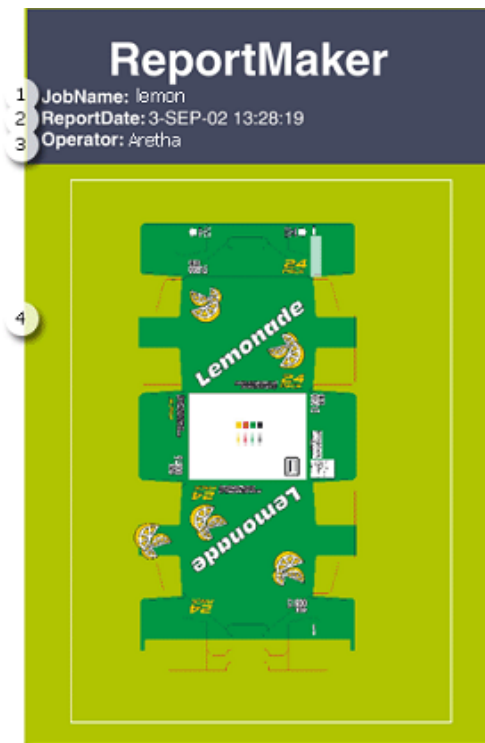 ReportMaker
1 JobName: lemon
2 ReportDate: 3-SEP-02 13:28:19
3 Operator: Aretha
4
24
Lemonade
24
24
Lemonade
24